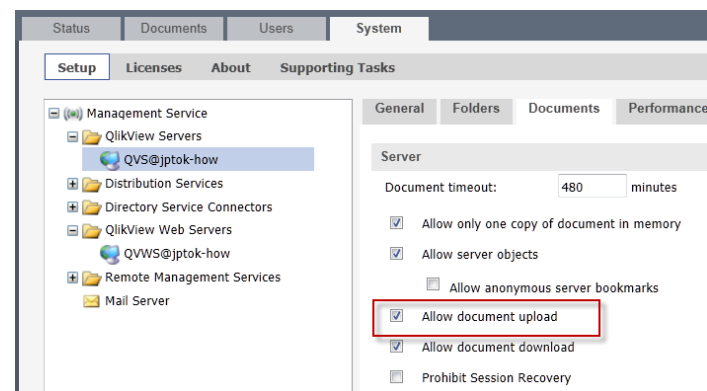 Status Documents Users System
Setup Licenses About Supporting Tasks
Management Service
QlikView Servers
QVS@jptok-how
Distribution Services
Directory Service Connectors
QlikView Web Servers
QVWS@jptok-how
Remote Management Services
Mail Server
General Folders Documents Performance
Server
Document timeout: 480 minutes
Allow only one copy of document in memory
Allow server objects
Allow anonymous server bookmarks
Allow document upload
Allow document download
Prohibit Session Recovery